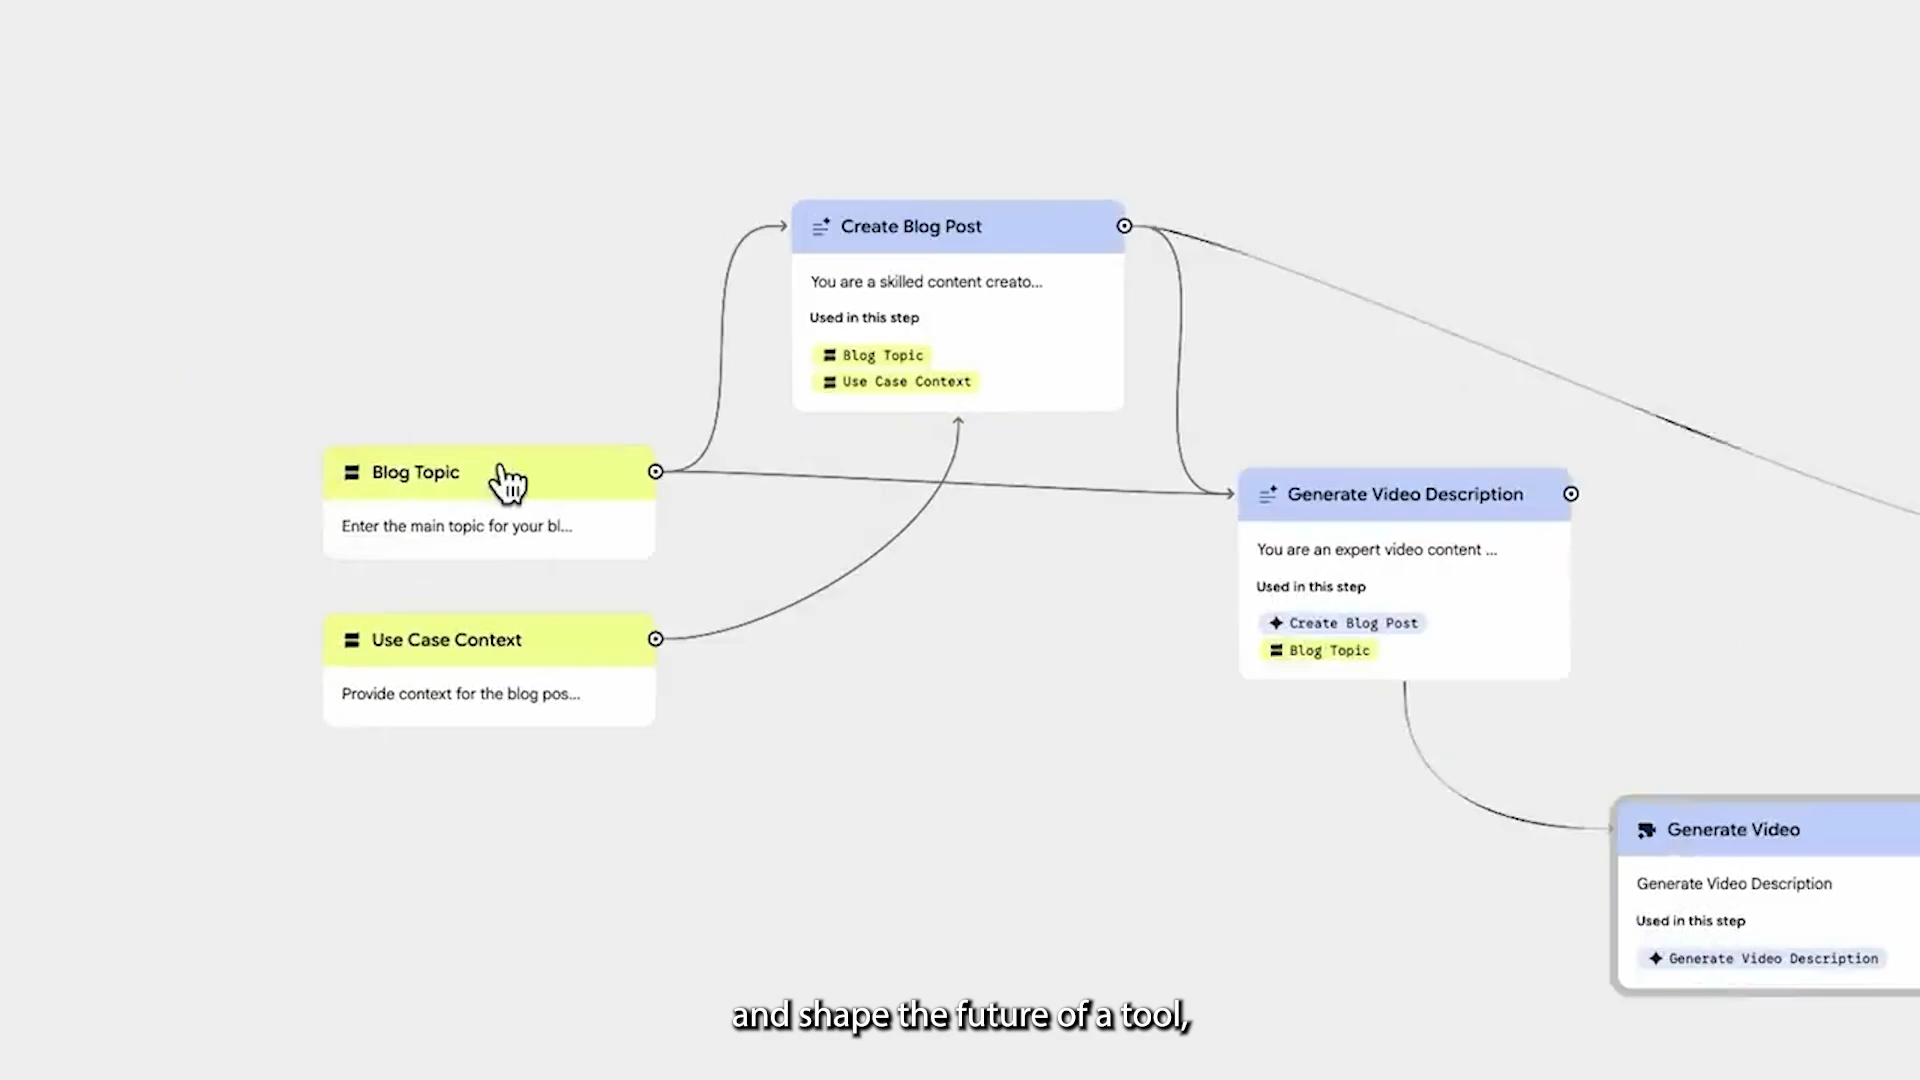 Create Blog Post
You are a skilled content creato...
Used in this step
Blog Topic
Use Case Context
Blog Topic
Enter the main topic for your bl...
Use Case Context
Provide context for the blog pos...
Generate Video Description
You are an expert video content ...
Used in this step
Create Blog Post
Blog Topic
Generate Video
Generate Video Description
Used in this step
Generate Video Description
and shape the future of a tool,